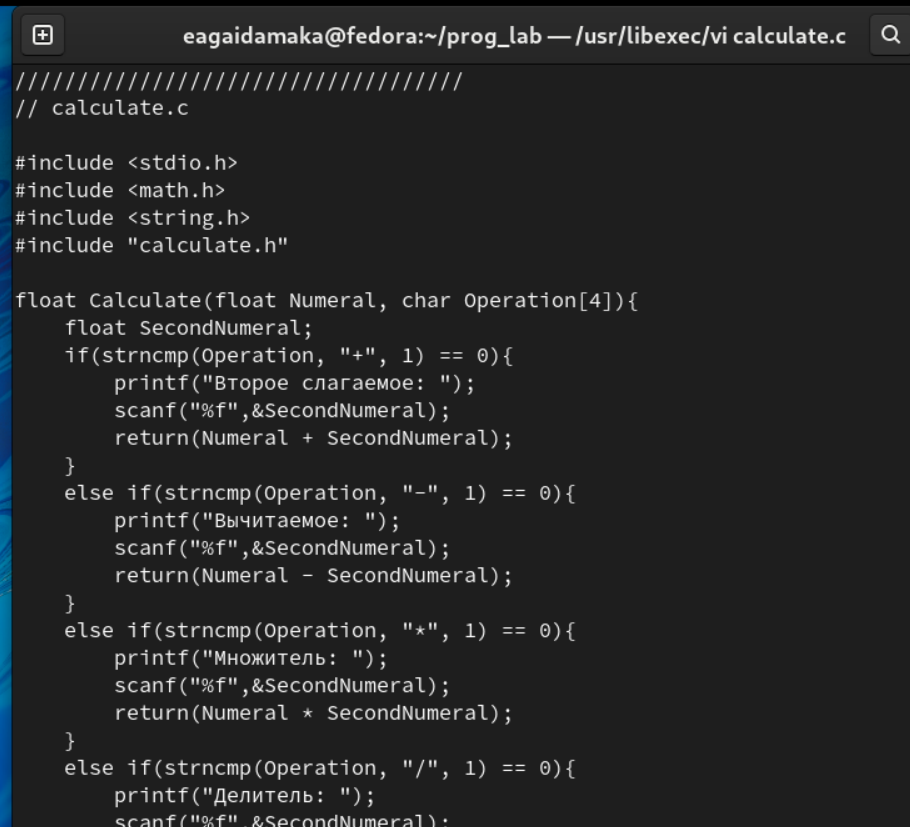 eagaidamaka@fedora:~/prog_lab — /usr/libexec/vi calculate.c
////////////////////////////////////
// calculate.c
#include <stdio.h>
#include <math.h>
#include <string.h>
#include "calculate.h"
float Calculate(float Numeral, char Operation[4]){
    float SecondNumeral;
    if(strncmp(Operation, "+", 1) == 0){
        printf("Второе слагаемое: ");
        scanf("%f",&SecondNumeral);
        return(Numeral + SecondNumeral);
    }
    else if(strncmp(Operation, "-", 1) == 0){
        printf("Вычитаемое: ");
        scanf("%f",&SecondNumeral);
        return(Numeral - SecondNumeral);
    }
    else if(strncmp(Operation, "*", 1) == 0){
        printf("Множитель: ");
        scanf("%f",&SecondNumeral);
        return(Numeral * SecondNumeral);
    }
    else if(strncmp(Operation, "/", 1) == 0){
        printf("Делитель: ");
        scanf("%f",&SecondNumeral);